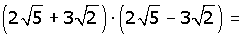 (2√5 + 3√2) · (2√5 − 3√2) =